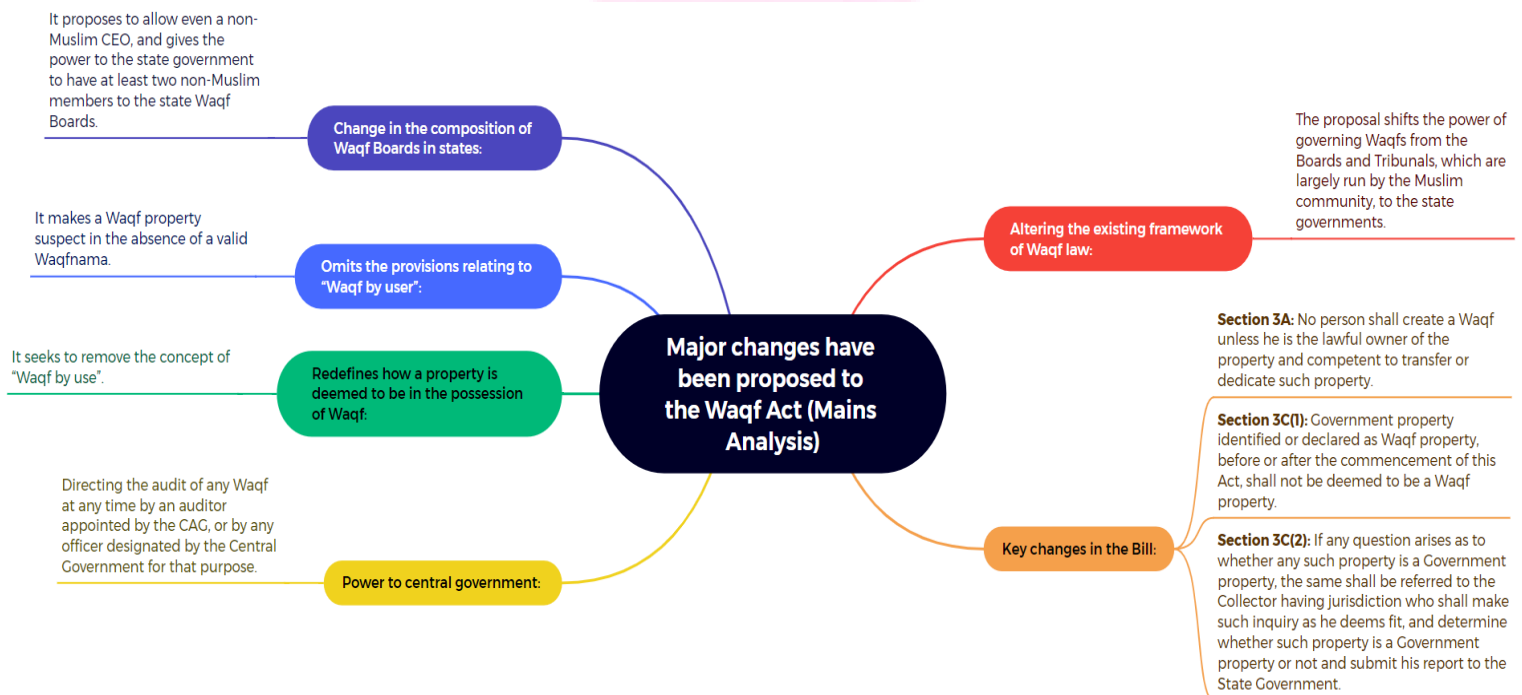 Major changes have
been proposed to
the Waqf Act (Mains
Analysis)
It proposes to allow even a non-
Muslim CEO, and gives the
power to the state government
to have at least two non-Muslim
members to the state Waqf
Boards.
Change in the composition of
Waqf Boards in states:
It makes a Waqf property
suspect in the absence of a valid
Waqfnama.
Omits the provisions relating to
“Waqf by user”:
It seeks to remove the concept of
“Waqf by use”.
Redefines how a property is
deemed to be in the possession
of Waqf:
Directing the audit of any Waqf
at any time by an auditor
appointed by the CAG, or by any
officer designated by the Central
Government for that purpose.
Power to central government:
Altering the existing framework
of Waqf law:
The proposal shifts the power of
governing Waqfs from the
Boards and Tribunals, which are
largely run by the Muslim
community, to the state
governments.
Key changes in the Bill:
Section 3A: No person shall create a Waqf
unless he is the lawful owner of the
property and competent to transfer or
dedicate such property.
Section 3C(1): Government property
identified or declared as Waqf property,
before or after the commencement of this
Act, shall not be deemed to be a Waqf
property.
Section 3C(2): If any question arises as to
whether any such property is a Government
property, the same shall be referred to the
Collector having jurisdiction who shall make
such inquiry as he deems fit, and determine
whether such property is a Government
property or not and submit his report to the
State Government.